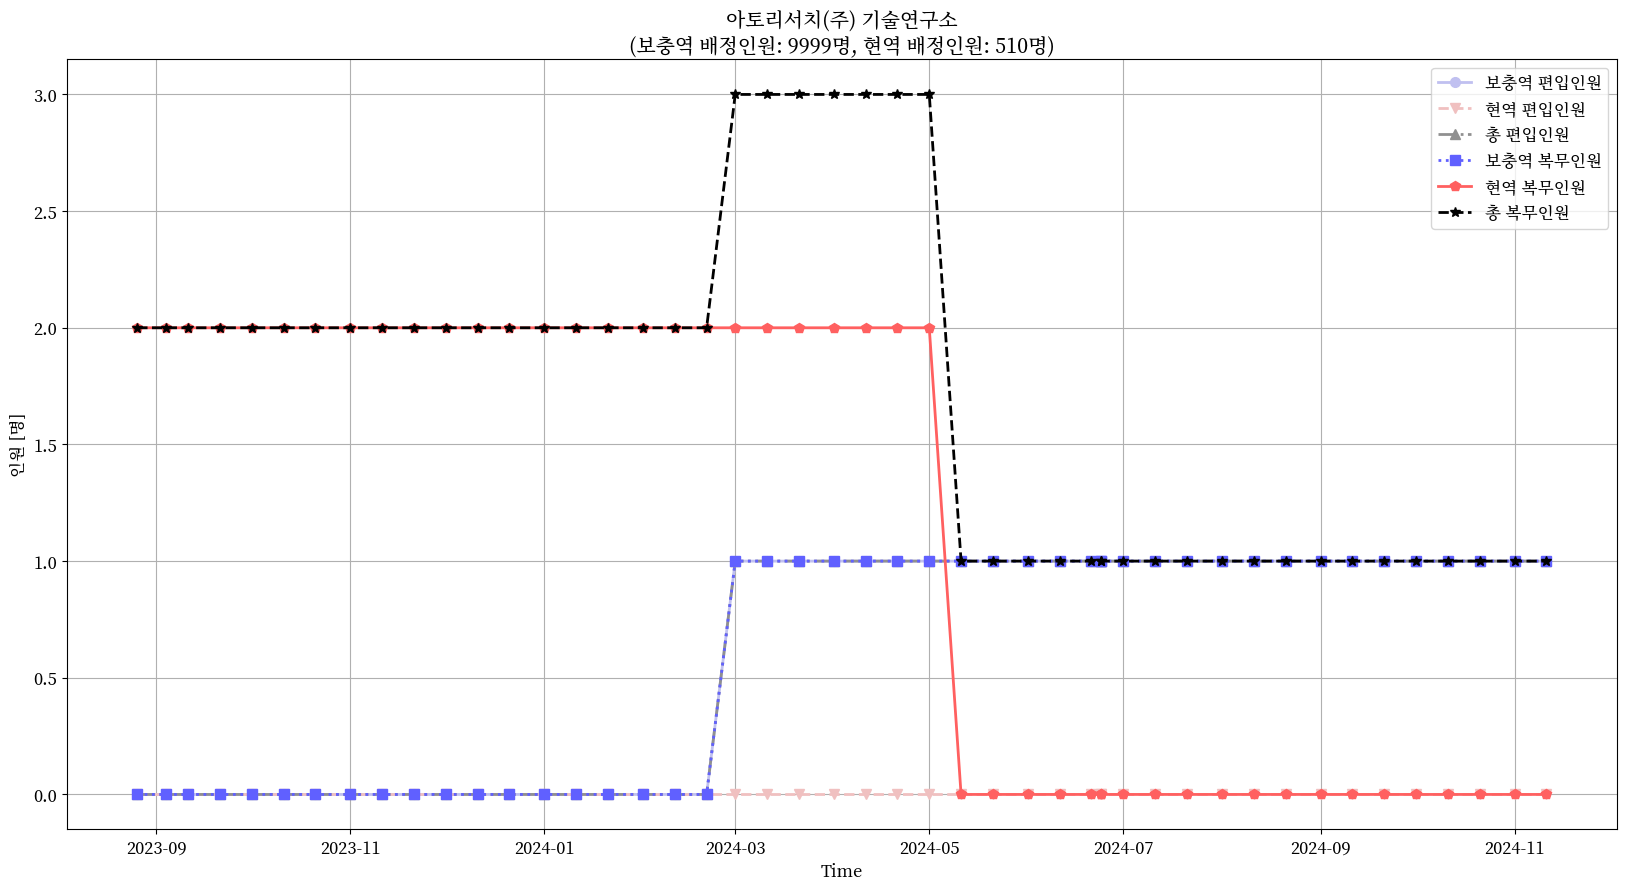 아토리서치(주) 기술연구소
(보충역 배정인원: 9999명, 현역 배정인원: 510명)
보충역 편입인원
현역 편입인원
총 편입인원
보충역 복무인원
현역 복무인원
총 복무인원
3.0
2.5
2.0
1.5
1.0
0.5
0.0
인원 [명]
2023-09 2023-11 2024-01 2024-03 2024-05 2024-07 2024-09 2024-11
Time